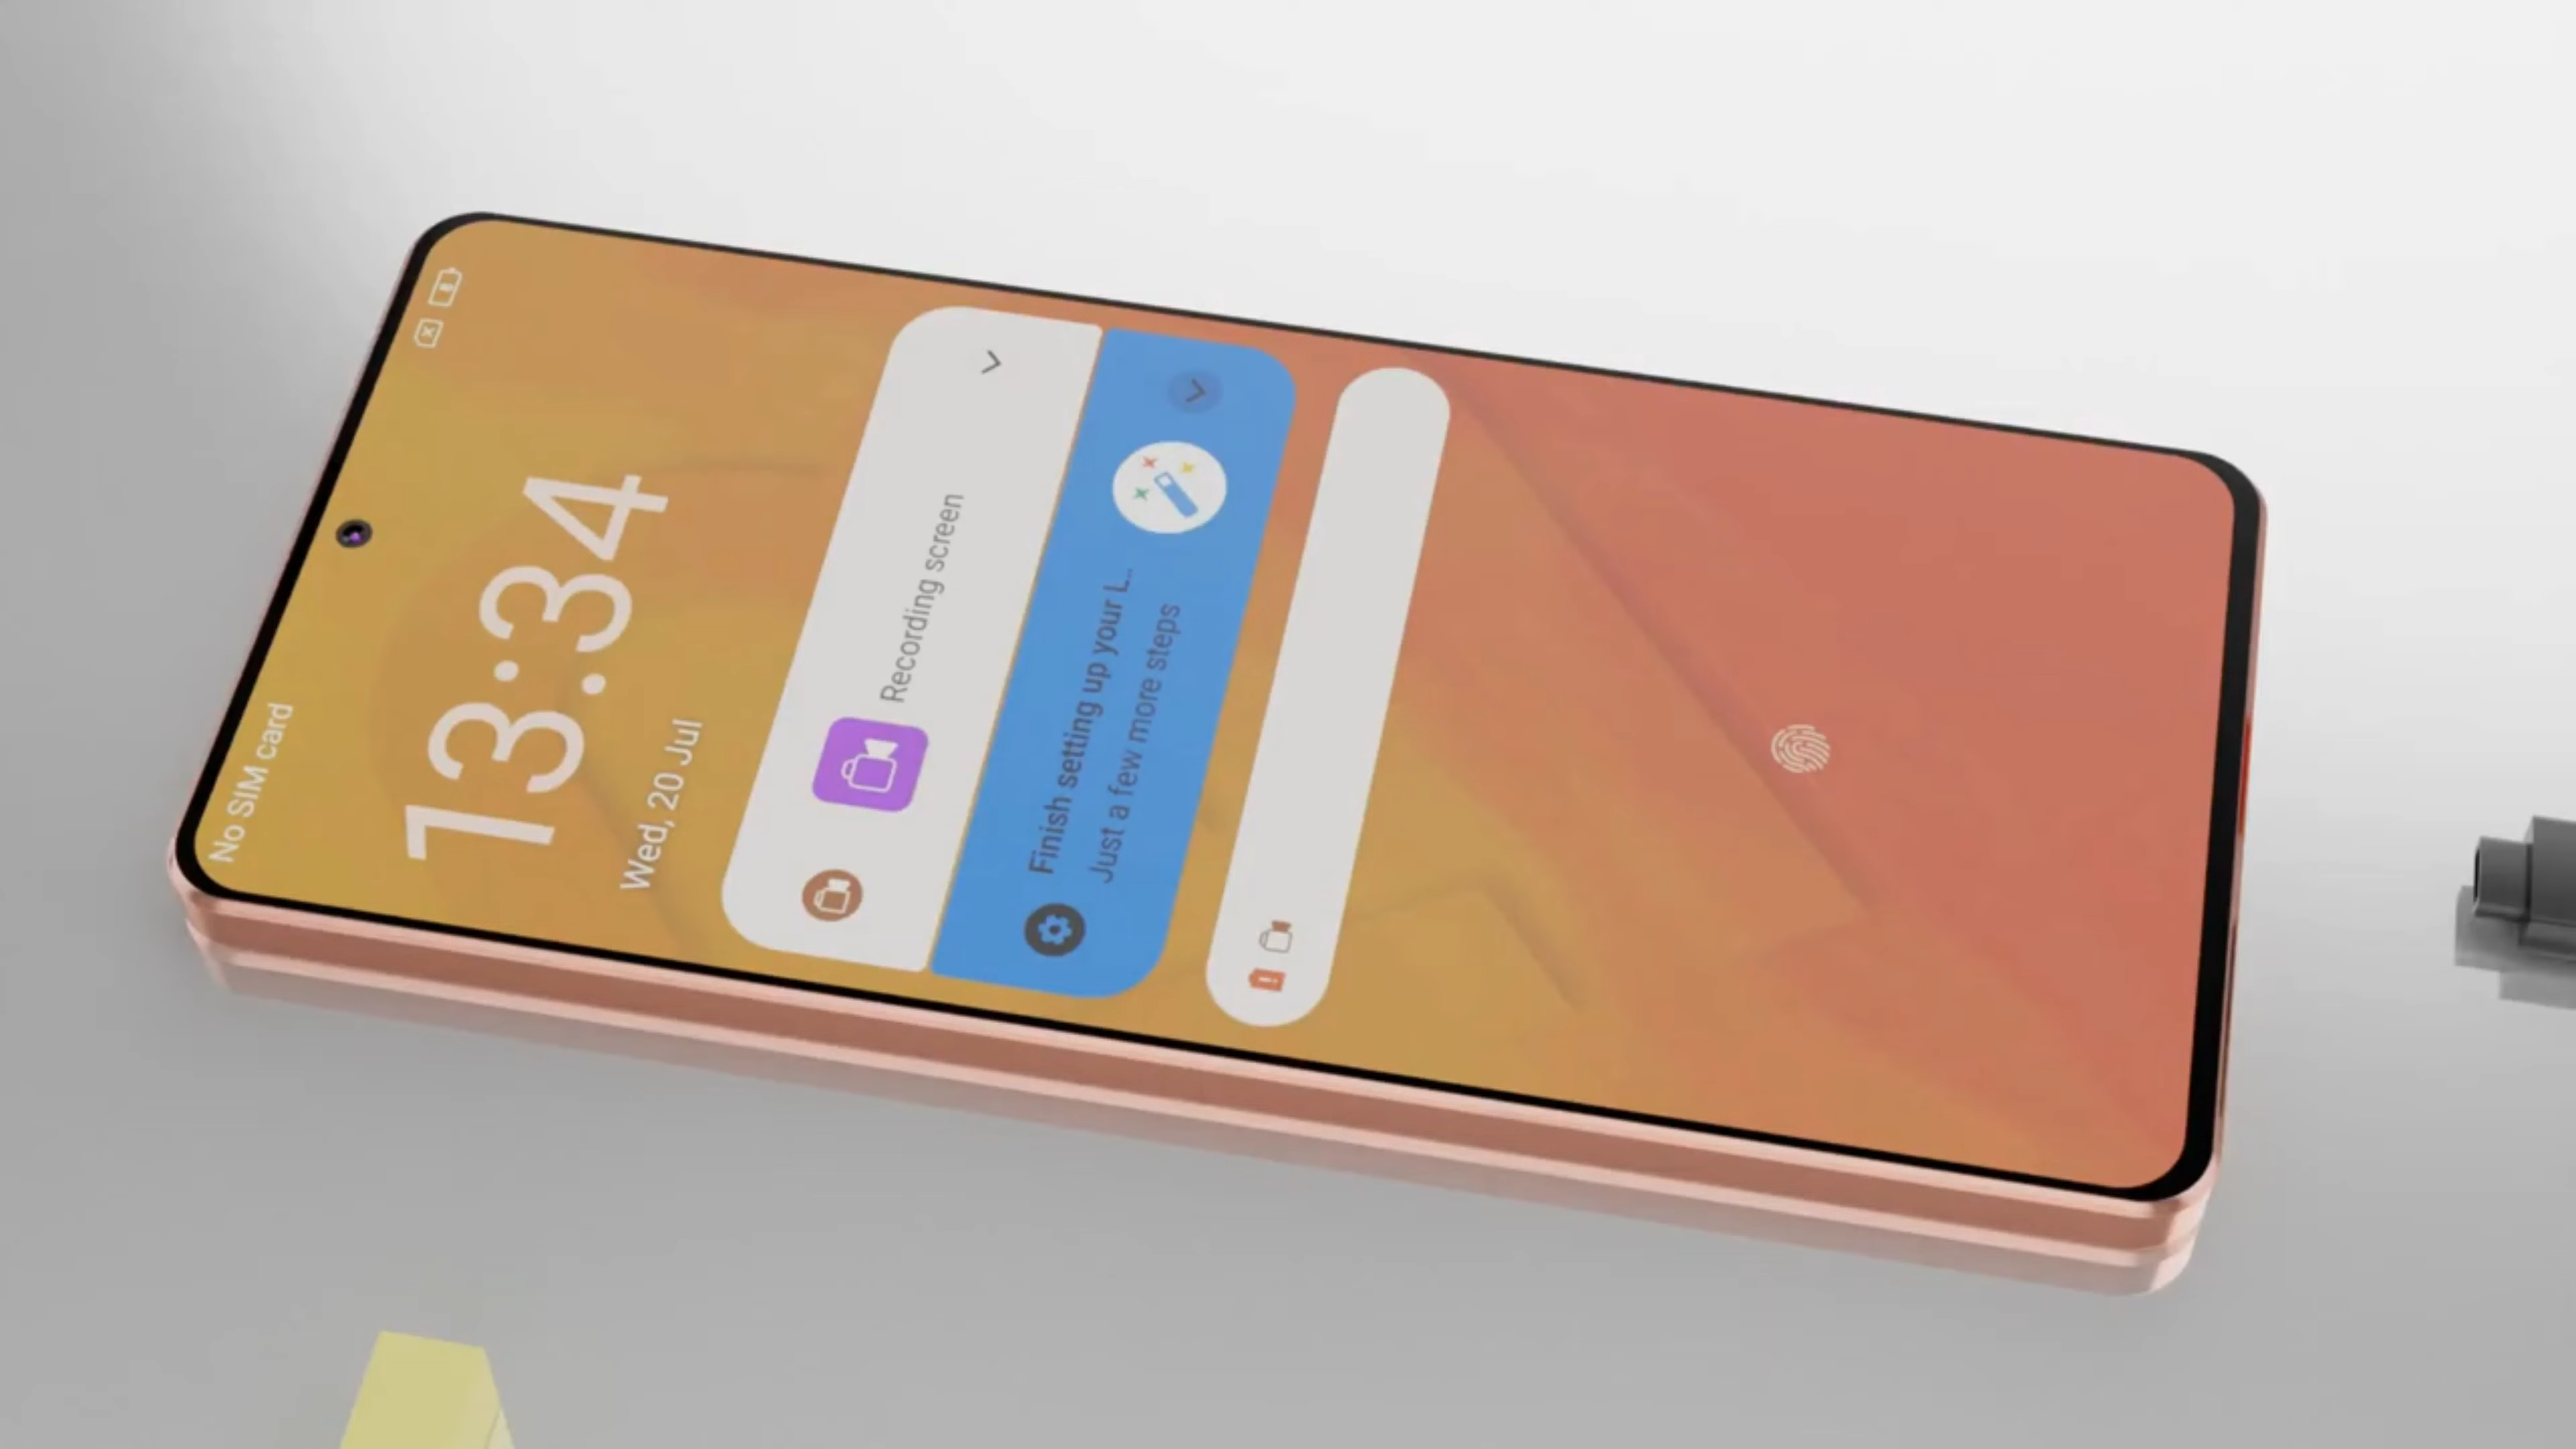 No SIM card
13:34
Wed, 20 Jul
Recording screen
Finish setting up your L...
Just a few more steps